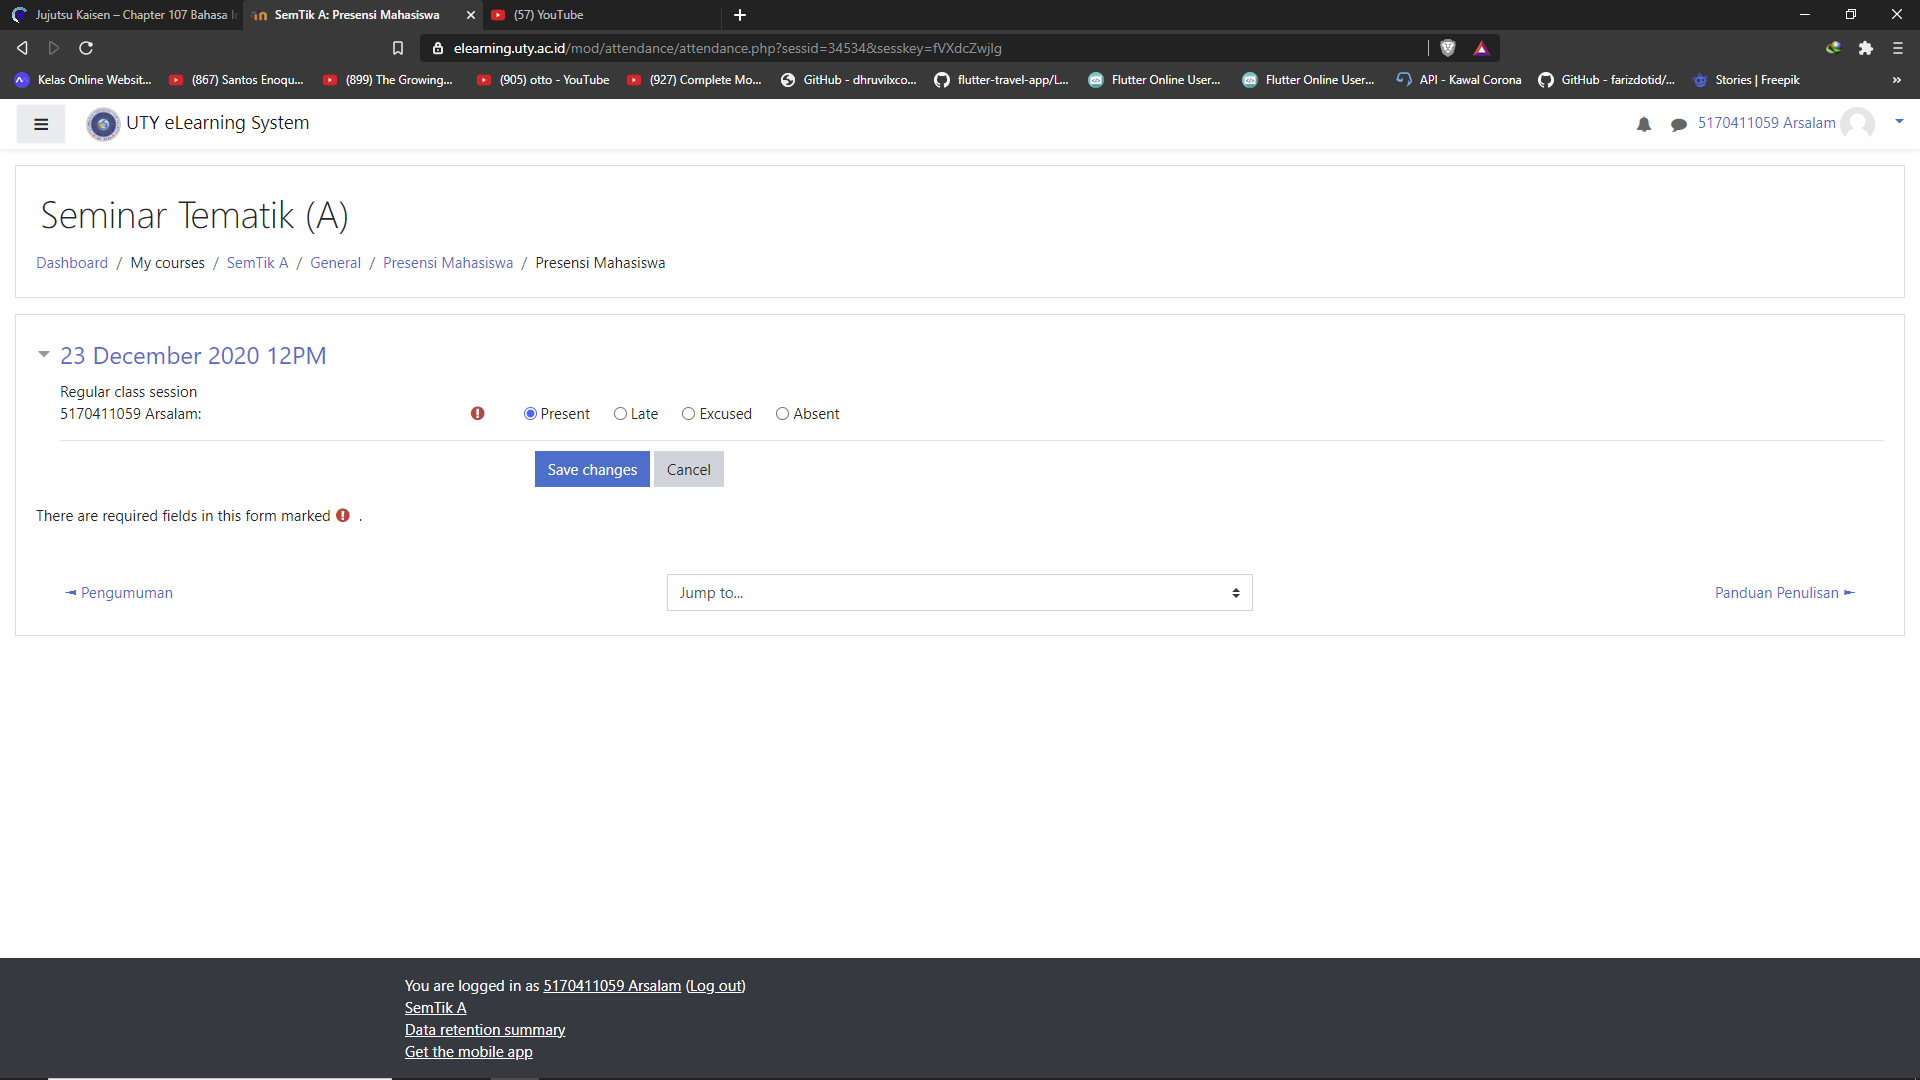 Jujutsu Kaisen – Chapter 107 Bahasa In
SemTik A: Presensi Mahasiswa
(57) YouTube
elearning.uty.ac.id/mod/attendance/attendance.php?sessid=34534&sesskey=fVXdcZwjlg
Kelas Online Websit... (867) Santos Enoqu... (899) The Growing... (905) otto - YouTube (927) Complete Mo... GitHub - dhruvilxco... flutter-travel-app/L... Flutter Online User... Flutter Online User... API - Kawal Corona GitHub - farizdotid/... Stories | Freepik »
UTY eLearning System
5170411059 Arsalam
Seminar Tematik (A)
Dashboard / My courses / SemTik A / General / Presensi Mahasiswa / Presensi Mahasiswa
23 December 2020 12PM
Regular class session
5170411059 Arsalam: Present Late Excused Absent
Save changes Cancel
There are required fields in this form marked .
◄ Pengumuman
Jump to...
Panduan Penulisan ►
You are logged in as 5170411059 Arsalam (Log out)
SemTik A
Data retention summary
Get the mobile app